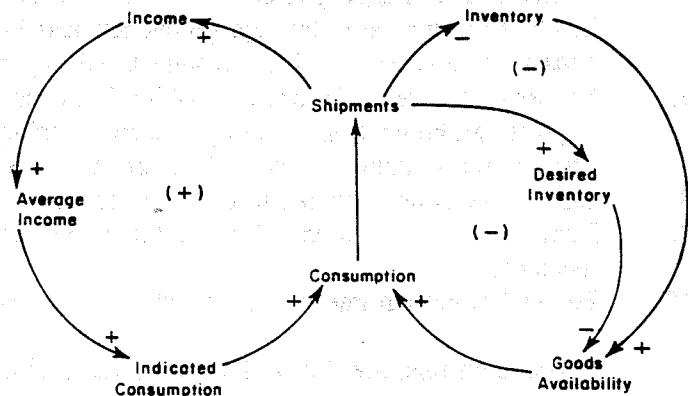 Income
Inventory
+
−
(−)
Shipments
+
+
Desired
Inventory
Average
Income
(+)
(−)
Consumption
+
+
+
−
+
Indicated
Consumption
Goods
Availability